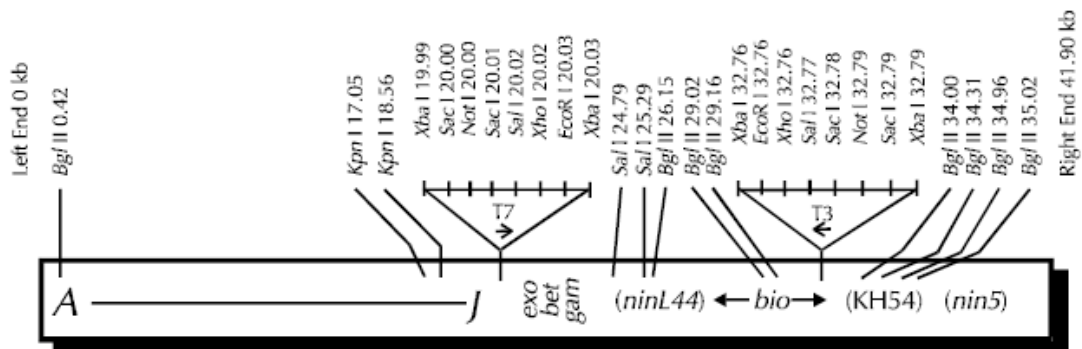 Left End 0 kb
Bgl II 0.42
Kpn I 17.05
Kpn I 18.56
Xba I 19.99
Sac I 20.00
Not I 20.00
Sac I 20.01
Sal I 20.02
Xho I 20.02
EcoR I 20.03
Xba I 20.03
Sal I 24.79
Sal I 25.29
Bgl II 26.15
Bgl II 29.02
Bgl II 29.16
Xba I 32.76
EcoR I 32.76
Xho I 32.76
Sal I 32.77
Sac I 32.78
Not I 32.79
Sac I 32.79
Xba I 32.79
Bgl II 34.00
Bgl II 34.31
Bgl II 34.96
Bgl II 35.02
Right End 41.90 kb
T7
T3
A
J
exo
bet
gam
(ninL44)
bio
(KH54)
(nin5)